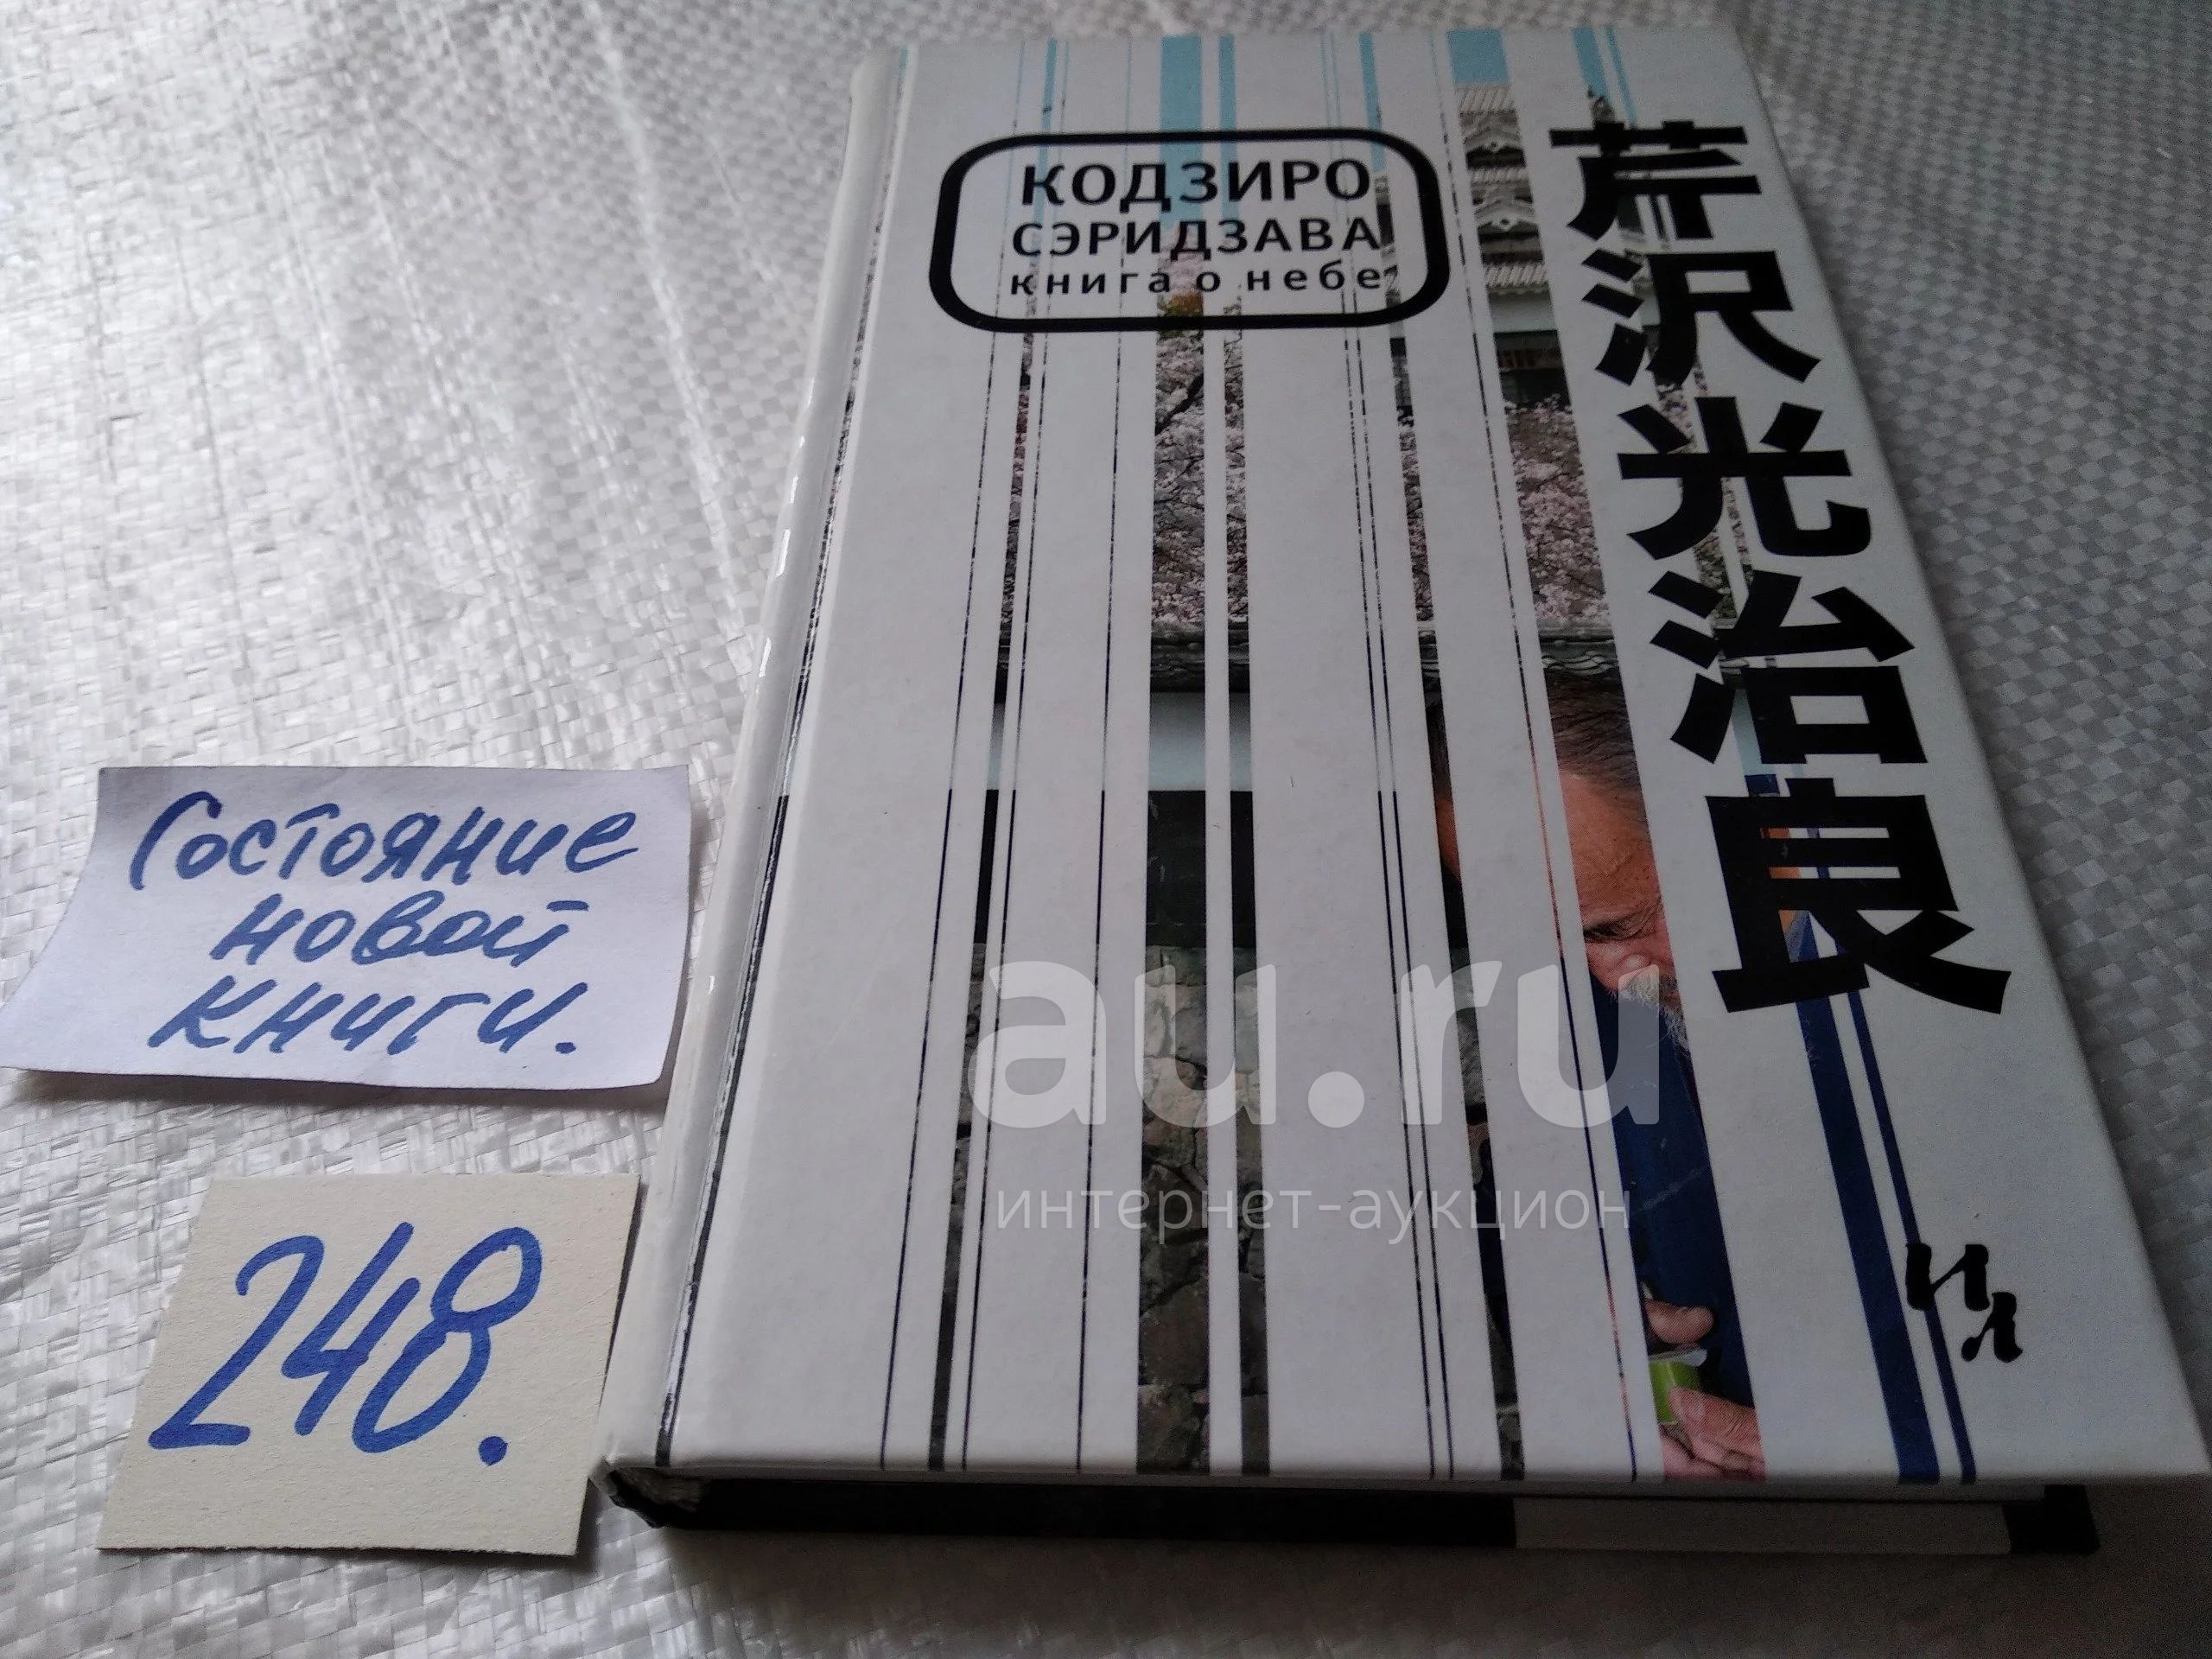 КОДЗИРО
СЭРИДЗАВА
книга о небе
芹沢光治良
Состояние
новой
книги.
248.
au.ru
интернет-аукцион
ИЛ